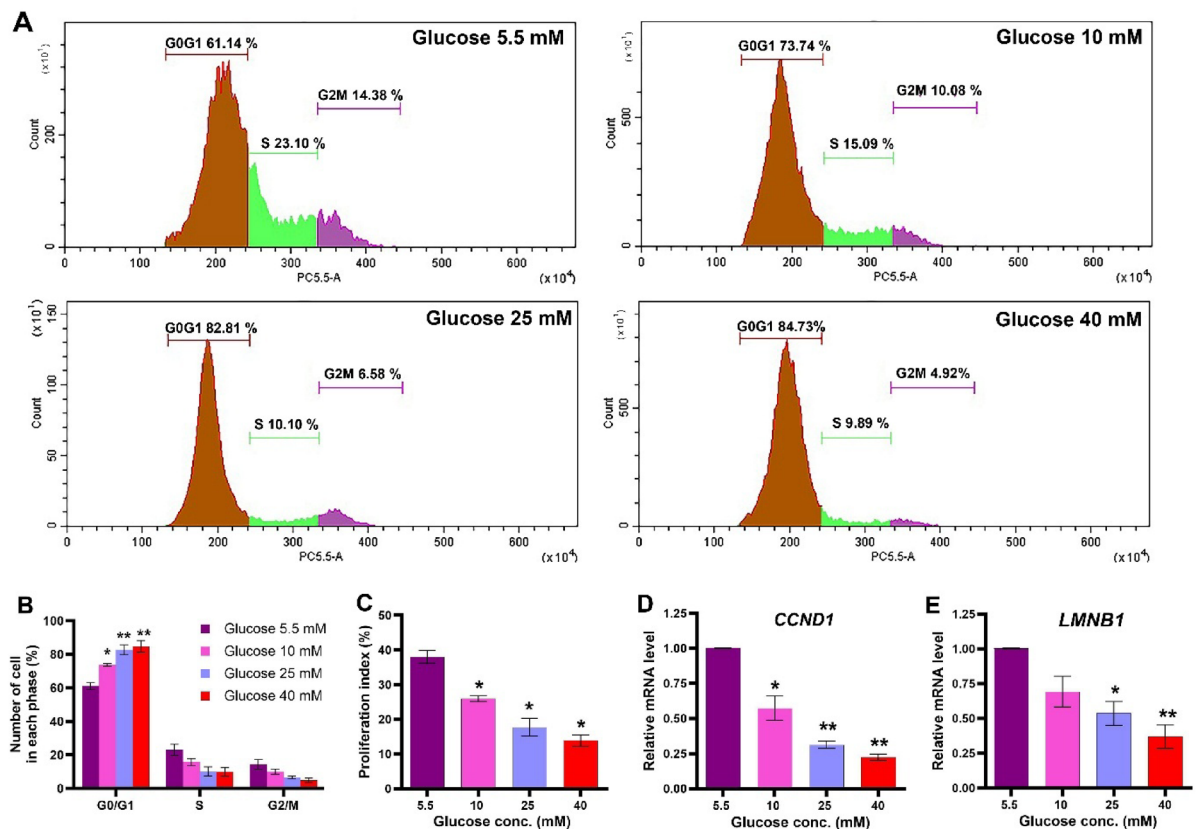 A
Glucose 5.5 mM
(x10¹)
G0G1 61.14 %
G2M 14.38 %
S 23.10 %
Count
200
0
0 100 200 300 400 500 600
PC5.5-A
(x10⁴)
Glucose 10 mM
(x10¹)
G0G1 73.74 %
G2M 10.08 %
S 15.09 %
Count
500
0
0 100 200 300 400 500 600
PC5.5-A
(x10⁴)
Glucose 25 mM
(x10¹)
G0G1 82.81 %
G2M 6.58 %
S 10.10 %
Count
150
100
50
0
0 100 200 300 400 500 600
PC5.5-A
(x10⁴)
Glucose 40 mM
(x10¹)
G0G1 84.73%
G2M 4.92%
S 9.89 %
Count
500
0
0 100 200 300 400 500 600
PC5.5-A
(x10⁴)
B
Number of cell
in each phase (%)
100
80
60
40
20
0
* ** **
Glucose 5.5 mM
Glucose 10 mM
Glucose 25 mM
Glucose 40 mM
G0/G1 S G2/M
C
Proliferation index (%)
50
40
30
20
10
0
* * *
5.5 10 25 40
Glucose conc. (mM)
D
CCND1
Relative mRNA level
1.25
1.00
0.75
0.50
0.25
0.00
* ** **
5.5 10 25 40
Glucose conc. (mM)
E
LMNB1
Relative mRNA level
1.25
1.00
0.75
0.50
0.25
0.00
* **
5.5 10 25 40
Glucose conc. (mM)